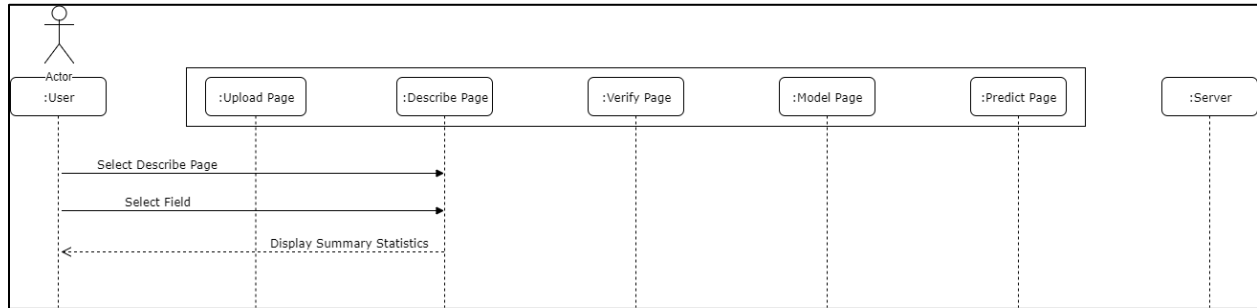 Actor
:User
:Upload Page
:Describe Page
:Verify Page
:Model Page
:Predict Page
:Server
Select Describe Page
Select Field
Display Summary Statistics